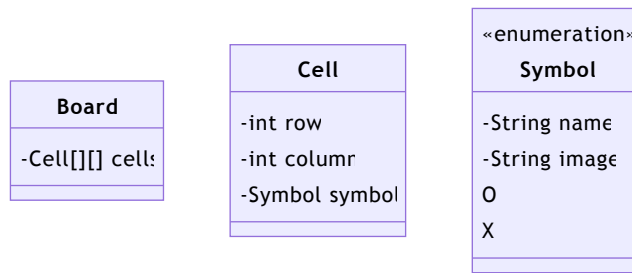 Board
-Cell[][] cells
Cell
-int row
-int column
-Symbol symbol
«enumeration»
Symbol
-String name
-String image
O
X